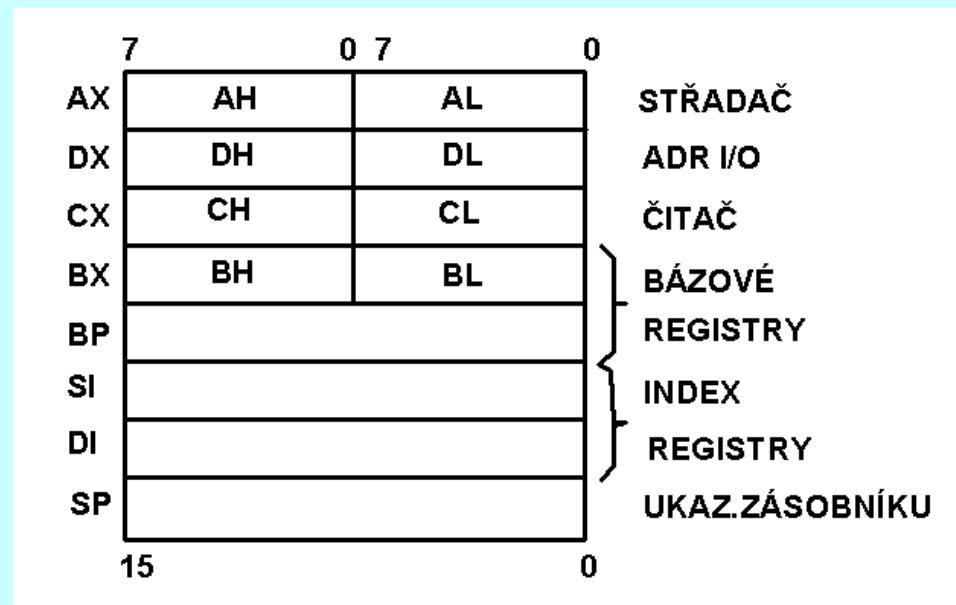 7 0 7 0
AX AH AL STŘADAČ
DX DH DL ADR I/O
CX CH CL ČITAČ
BX BH BL BÁZOVÉ
BP REGISTRY
SI INDEX
DI REGISTRY
SP UKAZ.ZÁSOBNÍKU
15 0